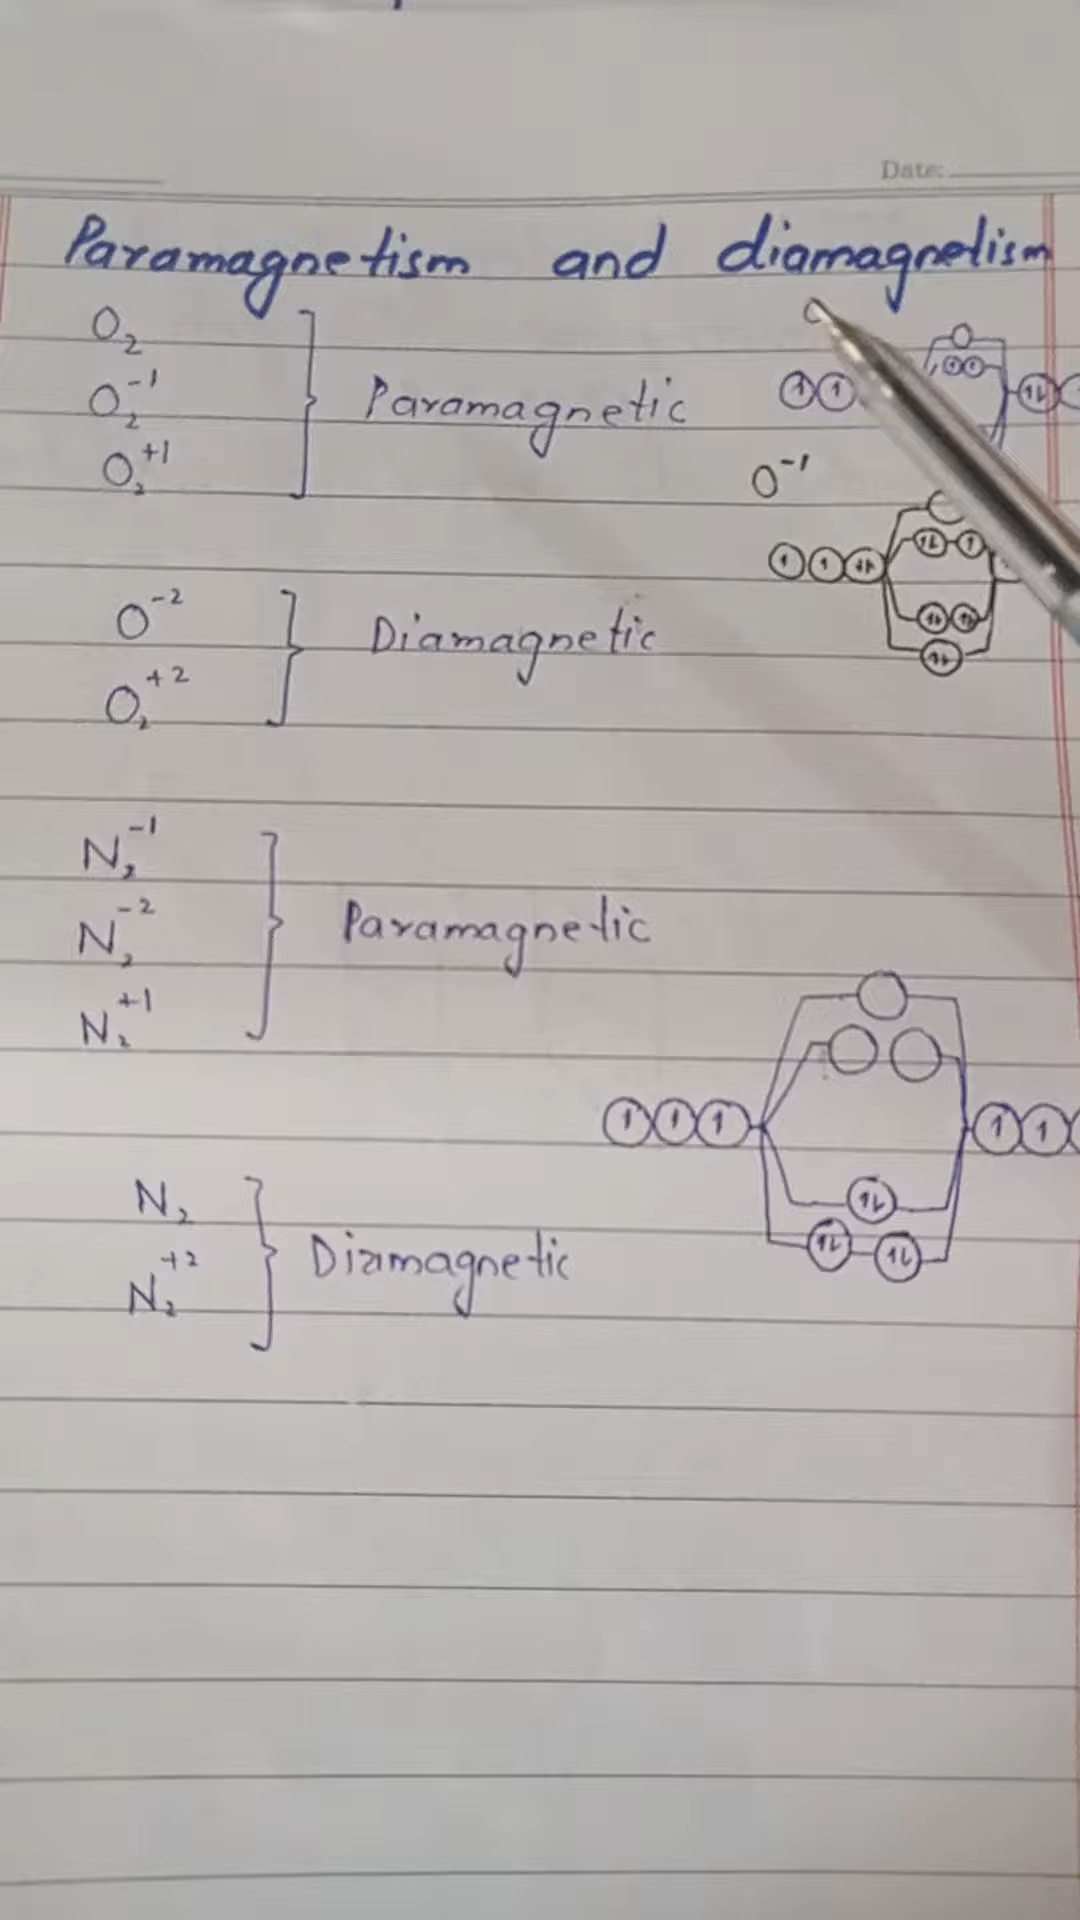 Date:
Paramagnetism and diamagnetism
O₂
O₂⁻¹
O₂⁺¹
Paramagnetic
O⁻¹
O⁻²
O₂⁺²
Diamagnetic
N₂⁻¹
N₂⁻²
N₂⁺¹
Paramagnetic
N₂
N₂⁺²
Diamagnetic